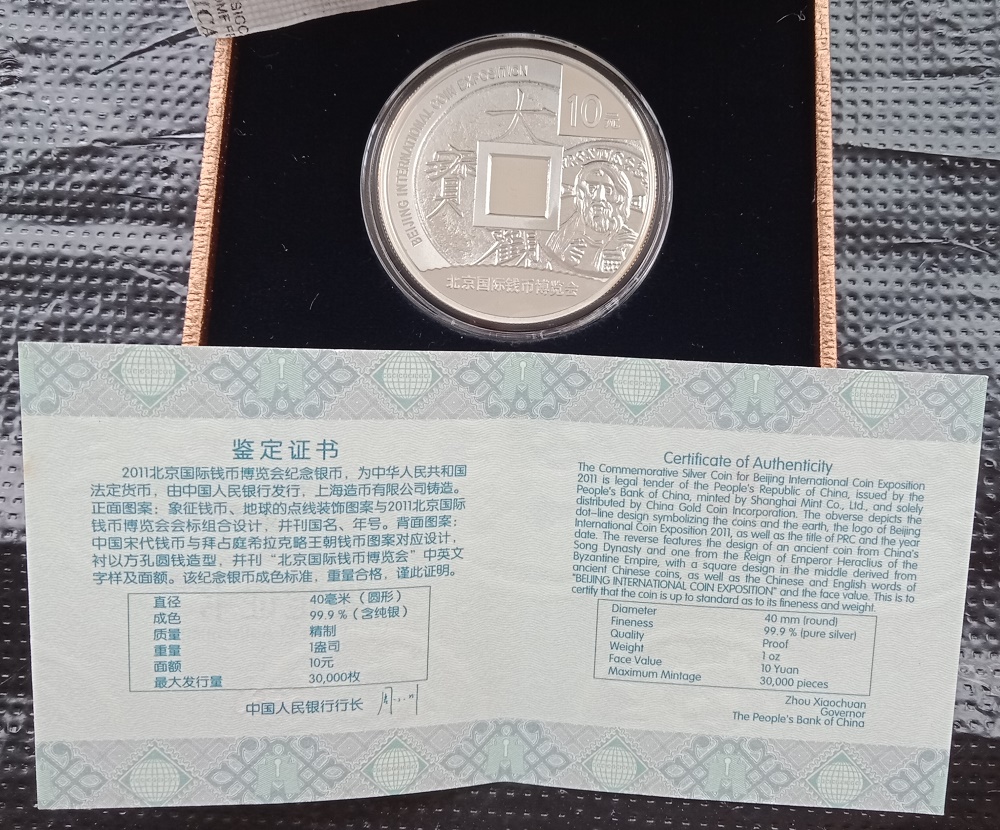 SIGC
BEIJING INTERNATIONAL COIN EXPOSITION
10元
大
觀
寳
北京国际钱币博览会
鉴定证书
2011北京国际钱币博览会纪念银币，为中华人民共和国
法定货币，由中国人民银行发行，上海造币有限公司铸造。
正面图案：象征钱币、地球的点线装饰图案与2011北京国际
钱币博览会会标组合设计，并刊国名、年号。背面图案：
中国宋代钱币与拜占庭希拉克略王朝钱币图案对应设计，
衬以方孔圆钱造型，并刊“北京国际钱币博览会”中英文
字样及面额。该纪念银币成色标准，重量合格，谨此证明。
直径 40毫米（圆形）
成色 99.9%（含纯银）
质量 精制
重量 1盎司
面额 10元
最大发行量 30,000枚
中国人民银行行长
Certificate of Authenticity
The Commemorative Silver Coin for Beijing International Coin Exposition
2011 is legal tender of the People's Republic of China, issued by the
People's Bank of China, minted by Shanghai Mint Co., Ltd., and solely
distributed by China Gold Coin Incorporation. The obverse depicts the
dot-line design symbolizing the coins and the earth, the logo of Beijing
International Coin Exposition 2011, as well as the title of PRC and the year
date. The reverse features the design of an ancient coin from China's
Song Dynasty and one from the Reign of Emperor Heraclius of the
Byzantine Empire, with a square design in the middle derived from
ancient Chinese coins, as well as the Chinese and English words of
"BEIJING INTERNATIONAL COIN EXPOSITION" and the face value. This is to
certify that the coin is up to standard as to its fineness and weight.
Diameter 40 mm (round)
Fineness 99.9 % (pure silver)
Quality Proof
Weight 1 oz
Face Value 10 Yuan
Maximum Mintage 30,000 pieces
Zhou Xiaochuan
Governor
The People's Bank of China